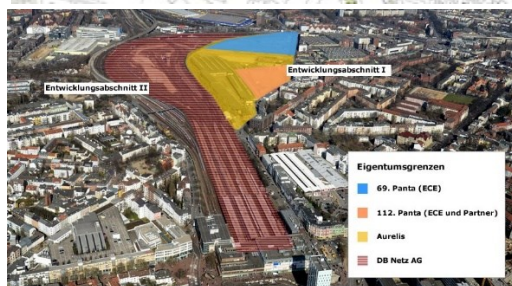 Entwicklungsabschnitt I
Entwicklungsabschnitt II
Eigentumsgrenzen
69. Panta (ECE)
112. Panta (ECE und Partner)
Aurelis
DB Netz AG